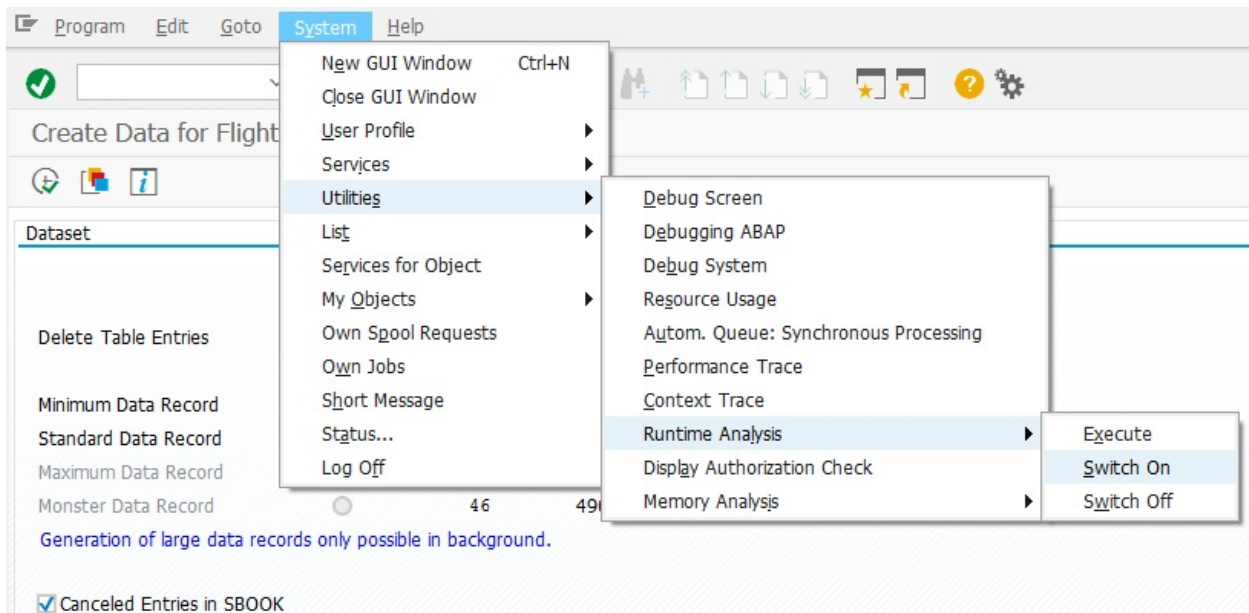 Program Edit Goto System Help
New GUI Window Ctrl+N
Close GUI Window
User Profile
Services
Utilities
List
Services for Object
My Objects
Own Spool Requests
Own Jobs
Short Message
Status...
Log Off
Debug Screen
Debugging ABAP
Debug System
Resource Usage
Autom. Queue: Synchronous Processing
Performance Trace
Context Trace
Runtime Analysis
Display Authorization Check
Memory Analysis
Execute
Switch On
Switch Off
Create Data for Flight
Dataset
Delete Table Entries
Minimum Data Record
Standard Data Record
Maximum Data Record
Monster Data Record 46
Generation of large data records only possible in background.
Canceled Entries in SBOOK